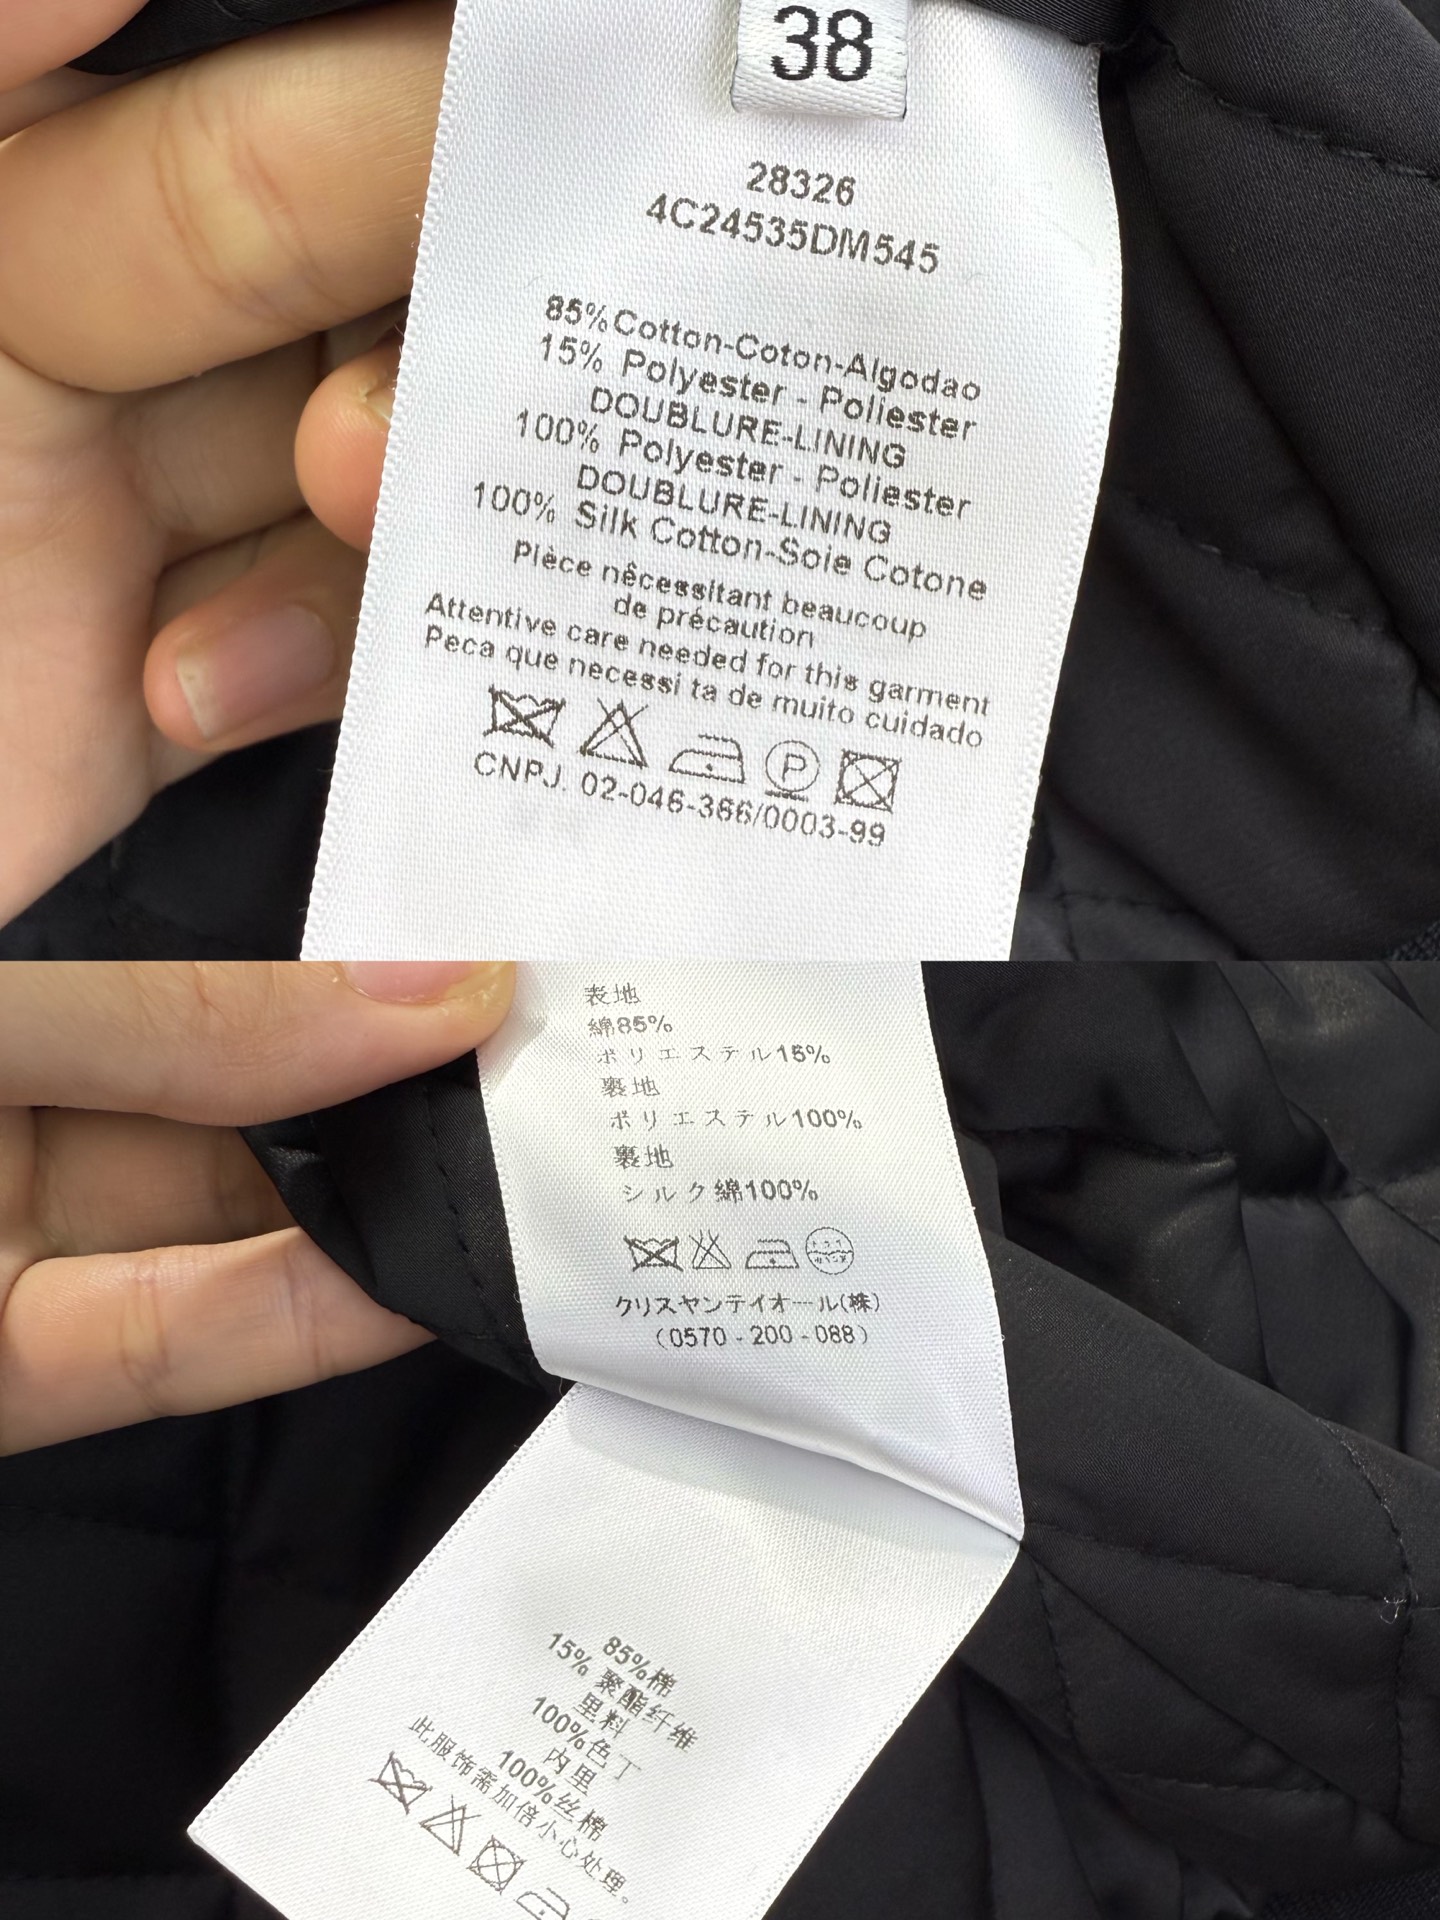 38
28326
4C24535DM545
85%Cotton-Coton-Algodao
15% Polyester - Poliester
DOUBLURE-LINING
100% Polyester - Poliester
DOUBLURE-LINING
100% Silk Cotton-Soie Cotone
Plèce nêcessitant beaucoup
de précaution
Attentive care needed for this garment
Peca que necessi ta de muito cuidado
P
CNPJ. 02-046-366/0003-99
表地
綿85%
ポリエステル15%
裏地
ポリエステル100%
裏地
シルク綿100%
クリスヤンテイオール(株)
(0570-200-088)
85%棉
15% 聚酯纤维
里料
100%色丁
内里
100%丝棉
此服饰需加倍小心处理。